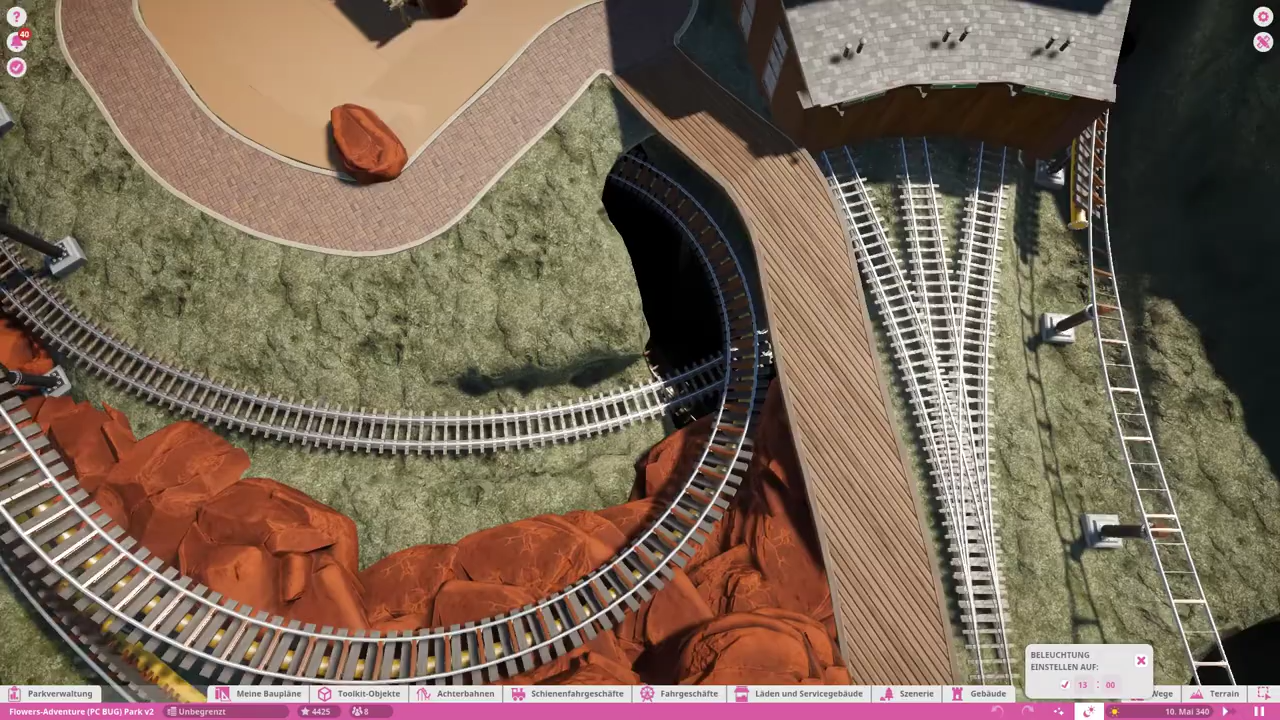 ?
40
BELEUCHTUNG
EINSTELLEN AUF:
13 : 00
Parkverwaltung
Meine Baupläne
Toolkit-Objekte
Achterbahnen
Schienenfahrgeschäfte
Fahrgeschäfte
Läden und Servicegebäude
Szenerie
Gebäude
Wege
Terrain
Flowers-Adventure (PC BUG) Park v2
Unbegrenzt
4425
8
10. Mai 340